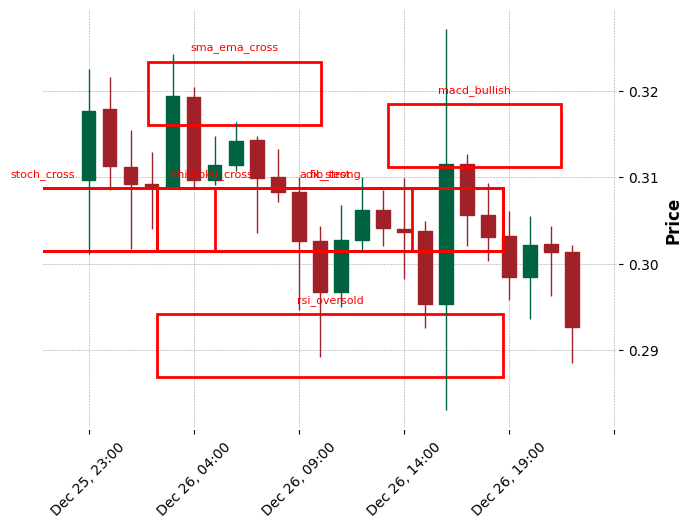 sma_ema_cross
macd_bullish
0.32
stoch_cross
ichimoku_cross
0.31
Price
0.30
rsi_oversold
0.29
Dec 25, 23:00
Dec 26, 04:00
Dec 26, 09:00
Dec 26, 14:00
Dec 26, 19:00